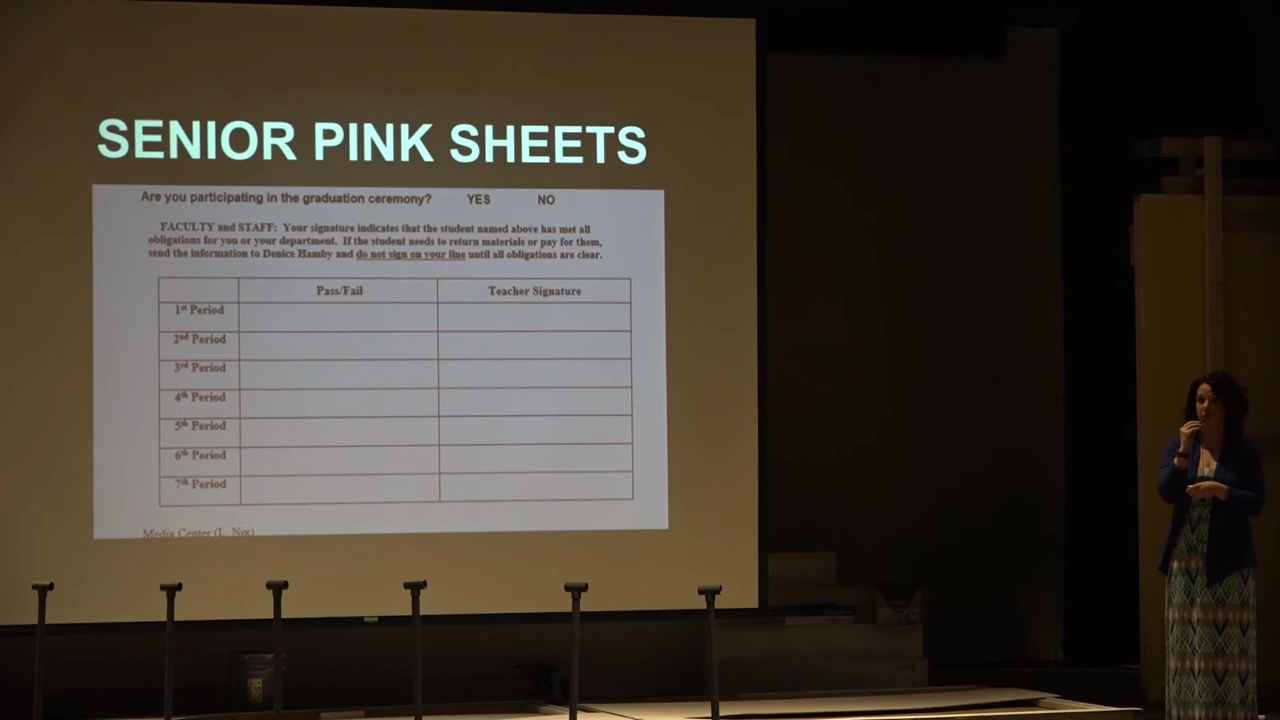 SENIOR PINK SHEETS
Are you participating in the graduation ceremony? YES NO
FACULTY and STAFF: Your signature indicates that the student named above has met all
obligations for you or your department. If the student needs to return materials or pay for them,
send the information to Denice Hamby and do not sign on your line until all obligations are clear.
Pass/Fail Teacher Signature
1st Period
2nd Period
3rd Period
4th Period
5th Period
6th Period
7th Period
Media Center (L. Nix)